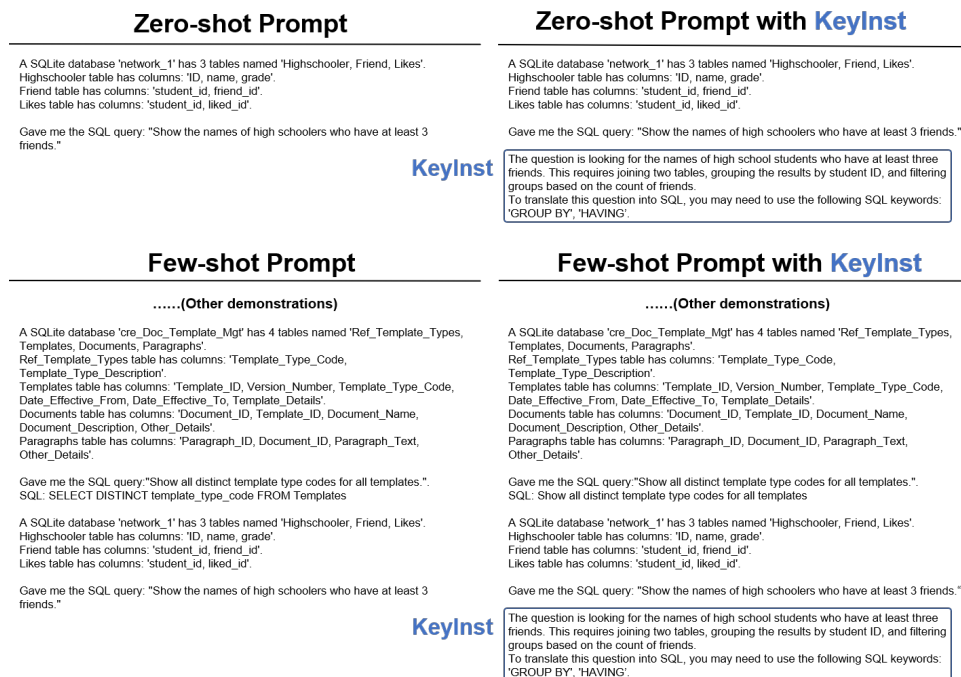 Zero-shot Prompt
A SQLite database 'network_1' has 3 tables named 'Highschooler, Friend, Likes'.
Highschooler table has columns: 'ID, name, grade'.
Friend table has columns: 'student_id, friend_id'.
Likes table has columns: 'student_id, liked_id'.
Gave me the SQL query: "Show the names of high schoolers who have at least 3
friends."
Zero-shot Prompt with KeyInst
A SQLite database 'network_1' has 3 tables named 'Highschooler, Friend, Likes'.
Highschooler table has columns: 'ID, name, grade'.
Friend table has columns: 'student_id, friend_id'.
Likes table has columns: 'student_id, liked_id'.
Gave me the SQL query: "Show the names of high schoolers who have at least 3 friends."
KeyInst
The question is looking for the names of high school students who have at least three
friends. This requires joining two tables, grouping the results by student ID, and filtering
groups based on the count of friends.
To translate this question into SQL, you may need to use the following SQL keywords:
'GROUP BY', 'HAVING'.
Few-shot Prompt
......(Other demonstrations)
A SQLite database 'cre_Doc_Template_Mgt' has 4 tables named 'Ref_Template_Types,
Templates, Documents, Paragraphs'.
Ref_Template_Types table has columns: 'Template_Type_Code,
Template_Type_Description'.
Templates table has columns: 'Template_ID, Version_Number, Template_Type_Code,
Date_Effective_From, Date_Effective_To, Template_Details'.
Documents table has columns: 'Document_ID, Template_ID, Document_Name,
Document_Description, Other_Details'.
Paragraphs table has columns: 'Paragraph_ID, Document_ID, Paragraph_Text,
Other_Details'.
Gave me the SQL query:"Show all distinct template type codes for all templates.".
SQL: SELECT DISTINCT template_type_code FROM Templates
A SQLite database 'network_1' has 3 tables named 'Highschooler, Friend, Likes'.
Highschooler table has columns: 'ID, name, grade'.
Friend table has columns: 'student_id, friend_id'.
Likes table has columns: 'student_id, liked_id'.
Gave me the SQL query: "Show the names of high schoolers who have at least 3
friends."
Few-shot Prompt with KeyInst
......(Other demonstrations)
A SQLite database 'cre_Doc_Template_Mgt' has 4 tables named 'Ref_Template_Types,
Templates, Documents, Paragraphs'.
Ref_Template_Types table has columns: 'Template_Type_Code,
Template_Type_Description'.
Templates table has columns: 'Template_ID, Version_Number, Template_Type_Code,
Date_Effective_From, Date_Effective_To, Template_Details'.
Documents table has columns: 'Document_ID, Template_ID, Document_Name,
Document_Description, Other_Details'.
Paragraphs table has columns: 'Paragraph_ID, Document_ID, Paragraph_Text,
Other_Details'.
Gave me the SQL query:"Show all distinct template type codes for all templates.".
SQL: Show all distinct template type codes for all templates
A SQLite database 'network_1' has 3 tables named 'Highschooler, Friend, Likes'.
Highschooler table has columns: 'ID, name, grade'.
Friend table has columns: 'student_id, friend_id'.
Likes table has columns: 'student_id, liked_id'.
Gave me the SQL query: "Show the names of high schoolers who have at least 3 friends."
KeyInst
The question is looking for the names of high school students who have at least three
friends. This requires joining two tables, grouping the results by student ID, and filtering
groups based on the count of friends.
To translate this question into SQL, you may need to use the following SQL keywords:
'GROUP BY', 'HAVING'.